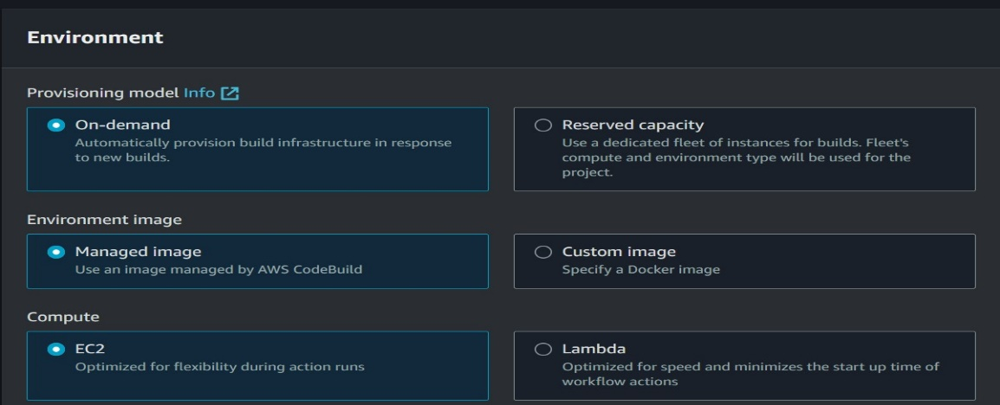 Environment
Provisioning model Info
On-demand
Automatically provision build infrastructure in response
to new builds.
Reserved capacity
Use a dedicated fleet of instances for builds. Fleet's
compute and environment type will be used for the
project.
Environment image
Managed image
Use an image managed by AWS CodeBuild
Custom image
Specify a Docker image
Compute
EC2
Optimized for flexibility during action runs
Lambda
Optimized for speed and minimizes the start up time of
workflow actions